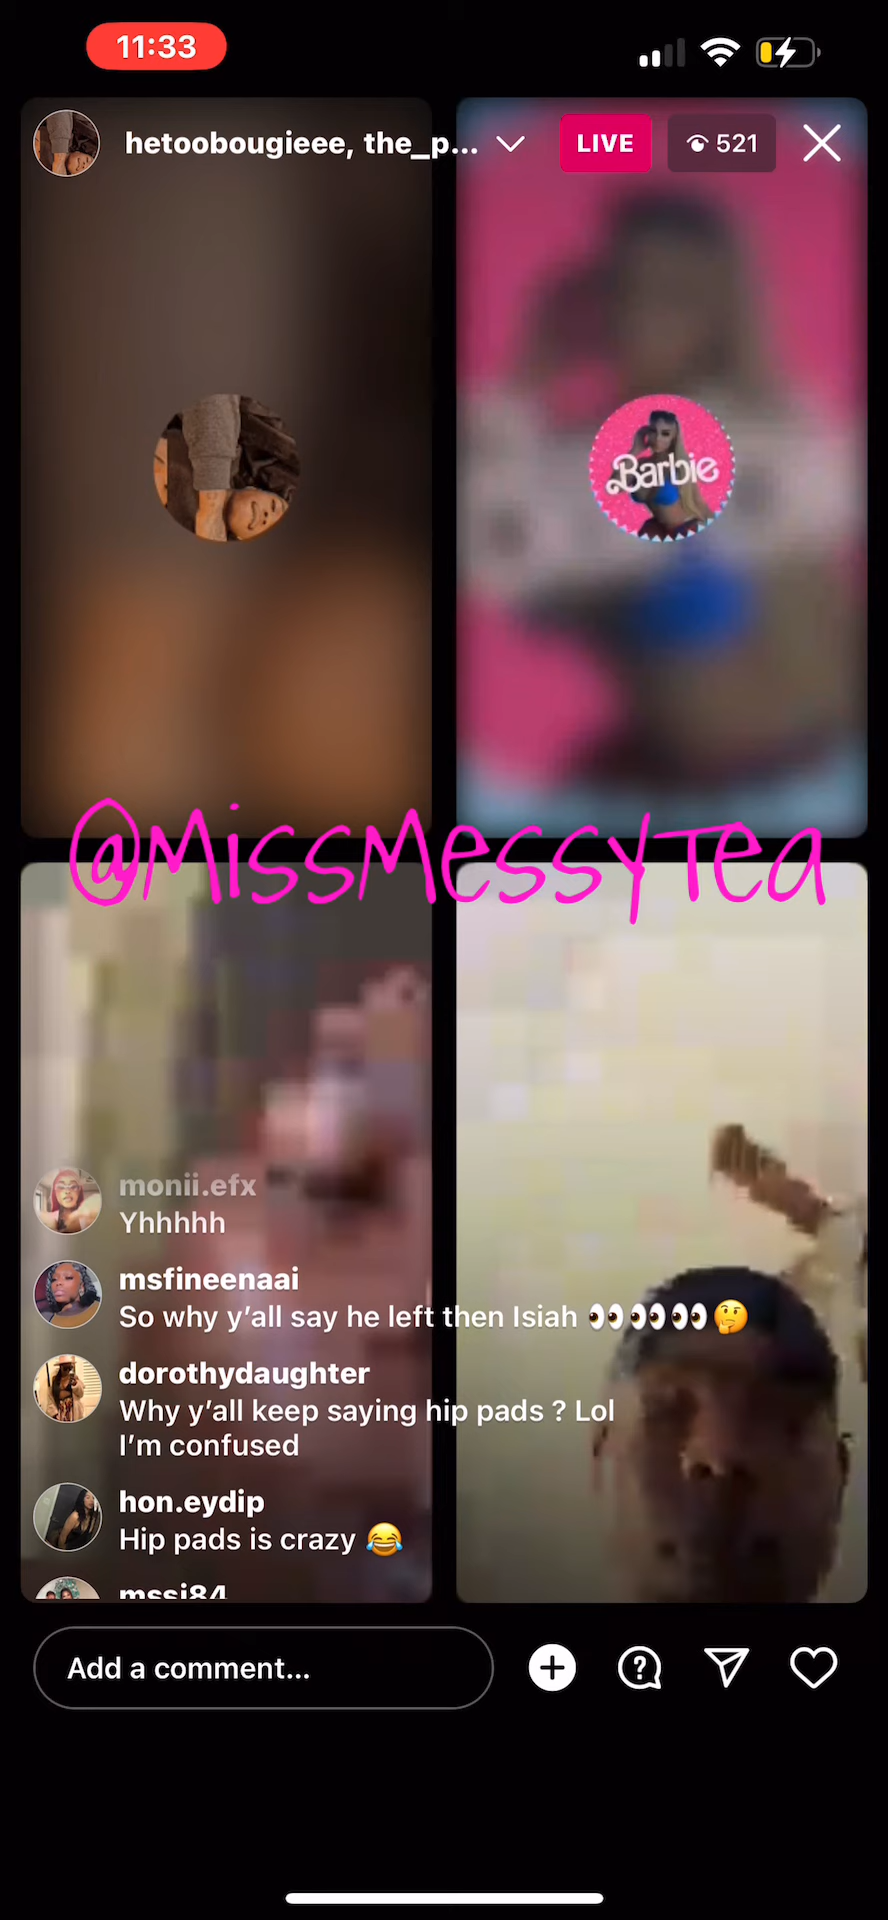 11:33
hetoobougieee, the_p...
LIVE
521
Barbie
@MissMessyTea
monii.efx
Yhhhhh
msfineenaai
So why y’all say he left then Isiah 👀👀👀🤔
dorothydaughter
Why y’all keep saying hip pads ? Lol
I’m confused
hon.eydip
Hip pads is crazy 😂
mssi84
Add a comment...